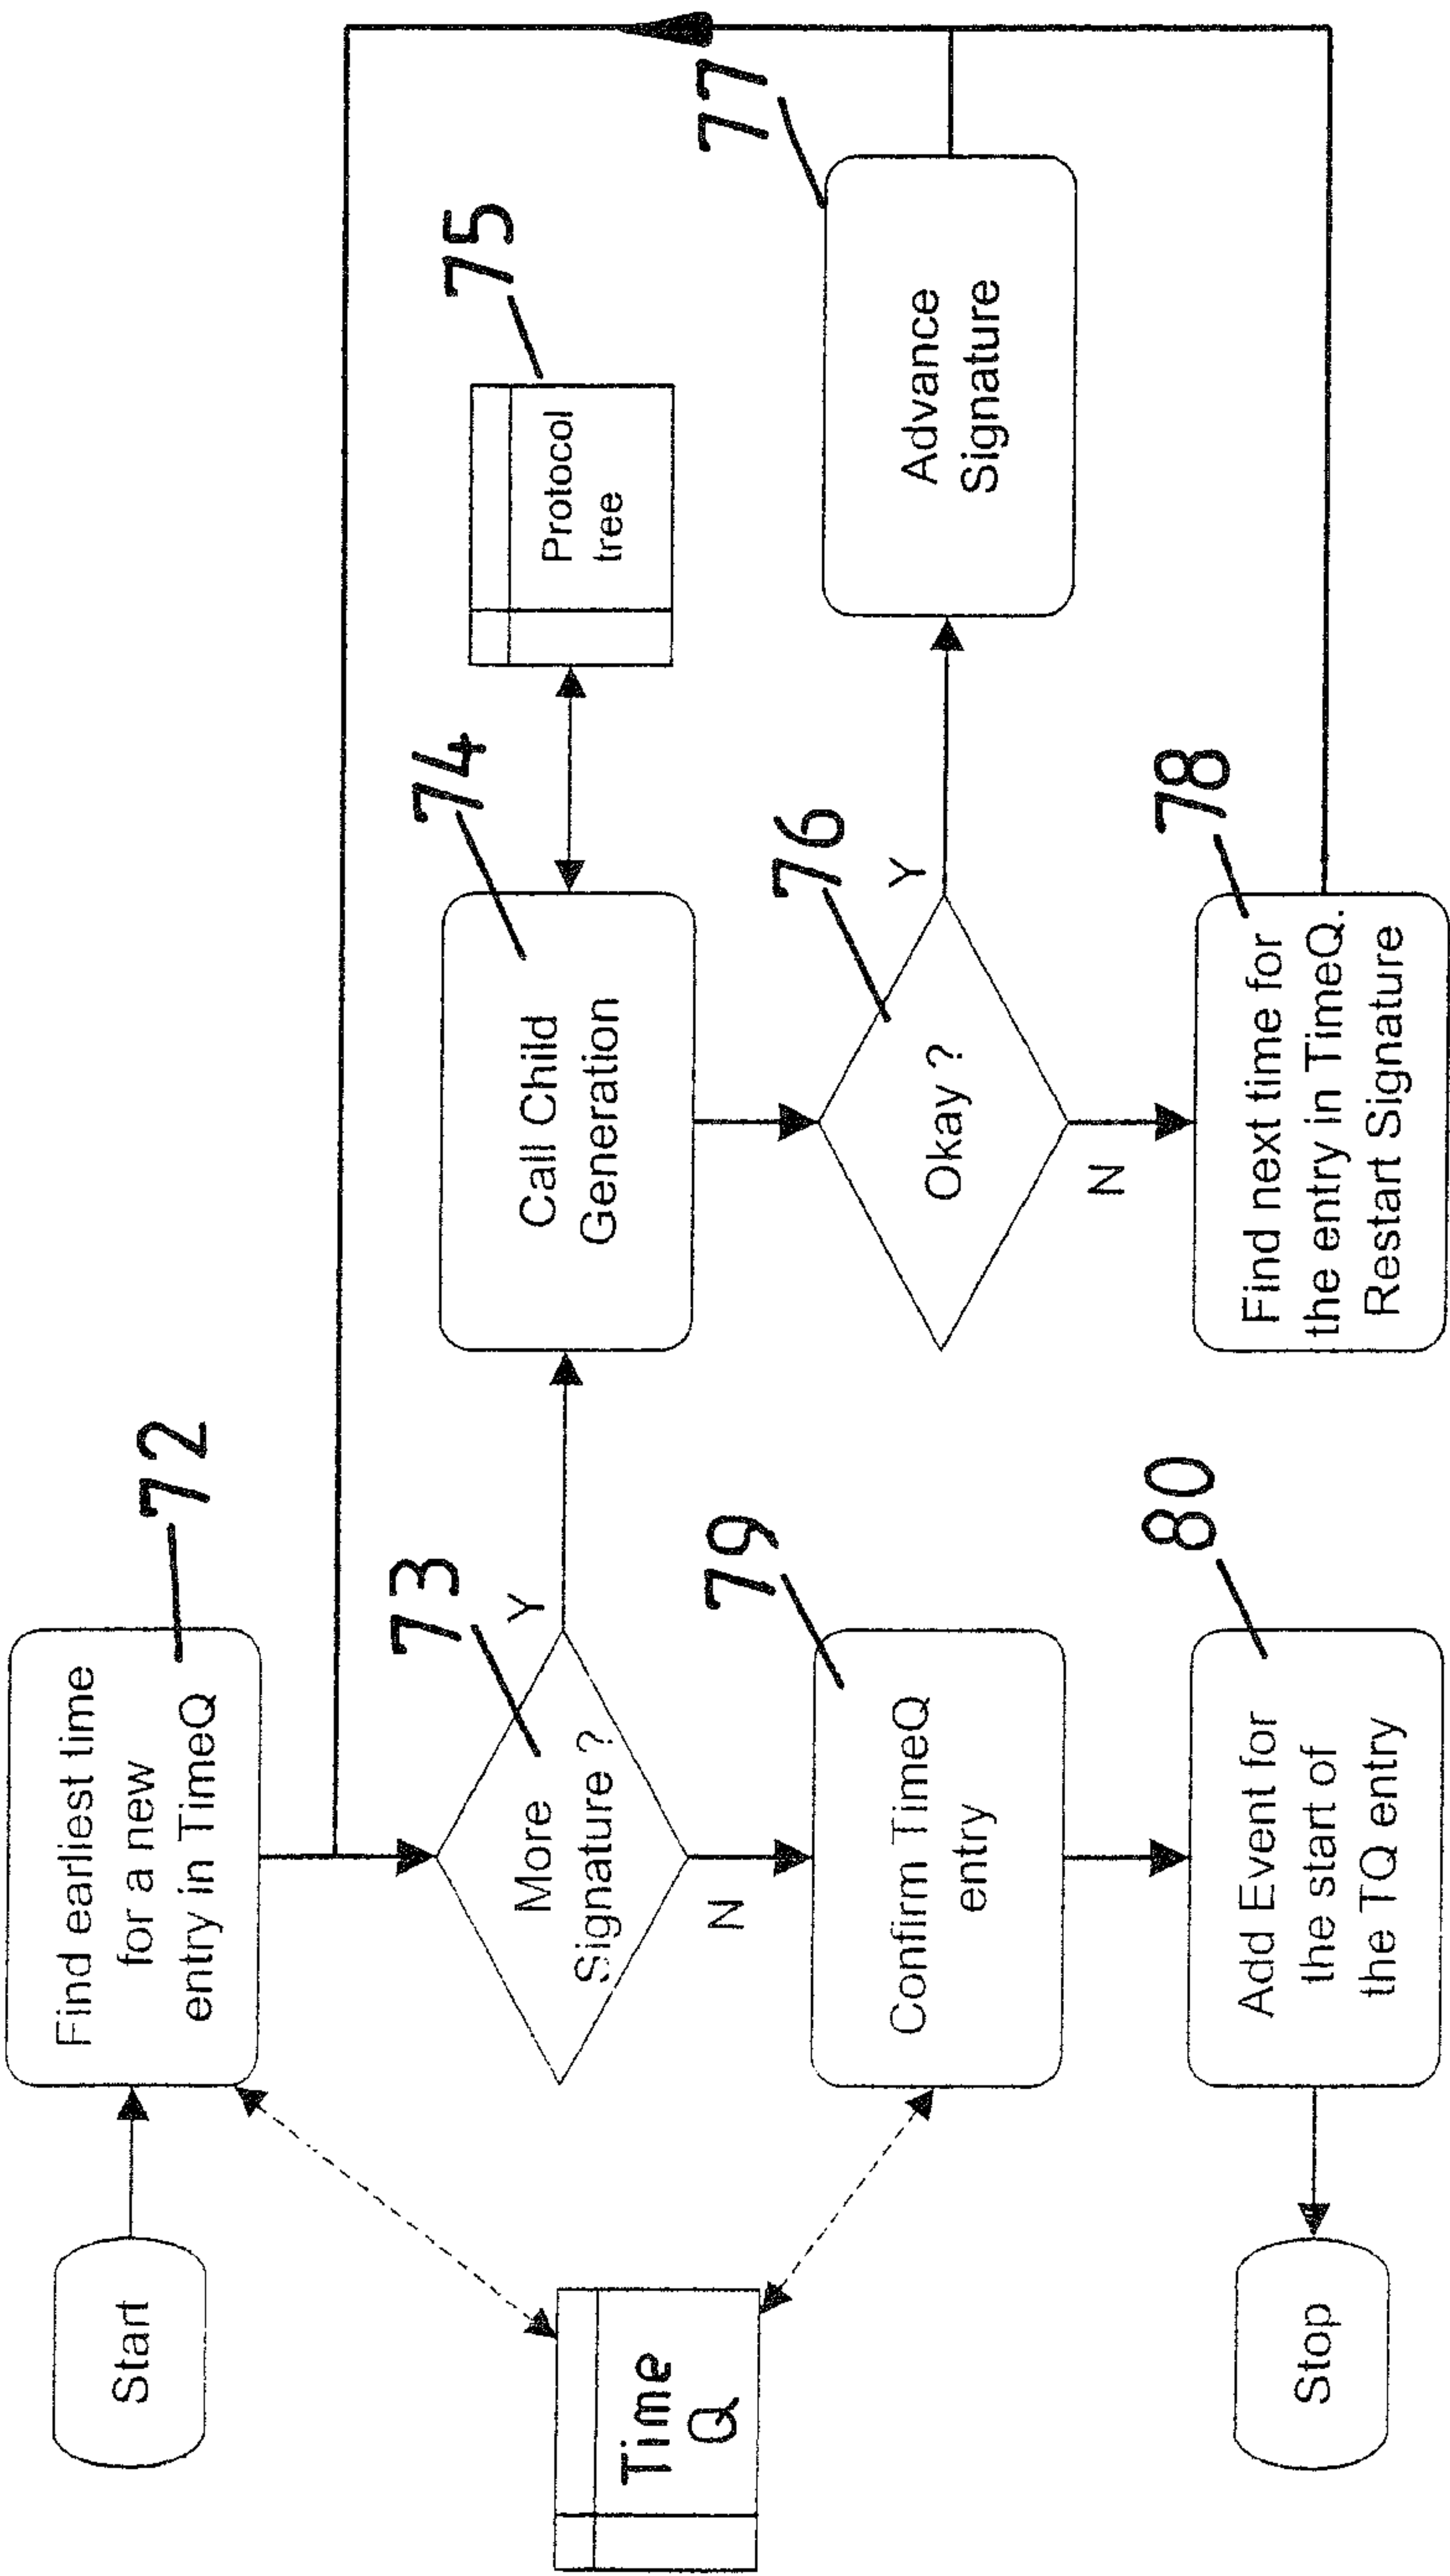 Start
Find earliest time
for a new
entry in TimeQ
72
73
More
Signature ?
Y
N
Call Child
Generation
74
Protocol
tree
75
Time
Q
Confirm TimeQ
entry
79
Okay ?
76
Y
N
Advance
Signature
77
Stop
Add Event for
the start of
the TQ entry
80
Find next time for
the entry in TimeQ.
Restart Signature
78